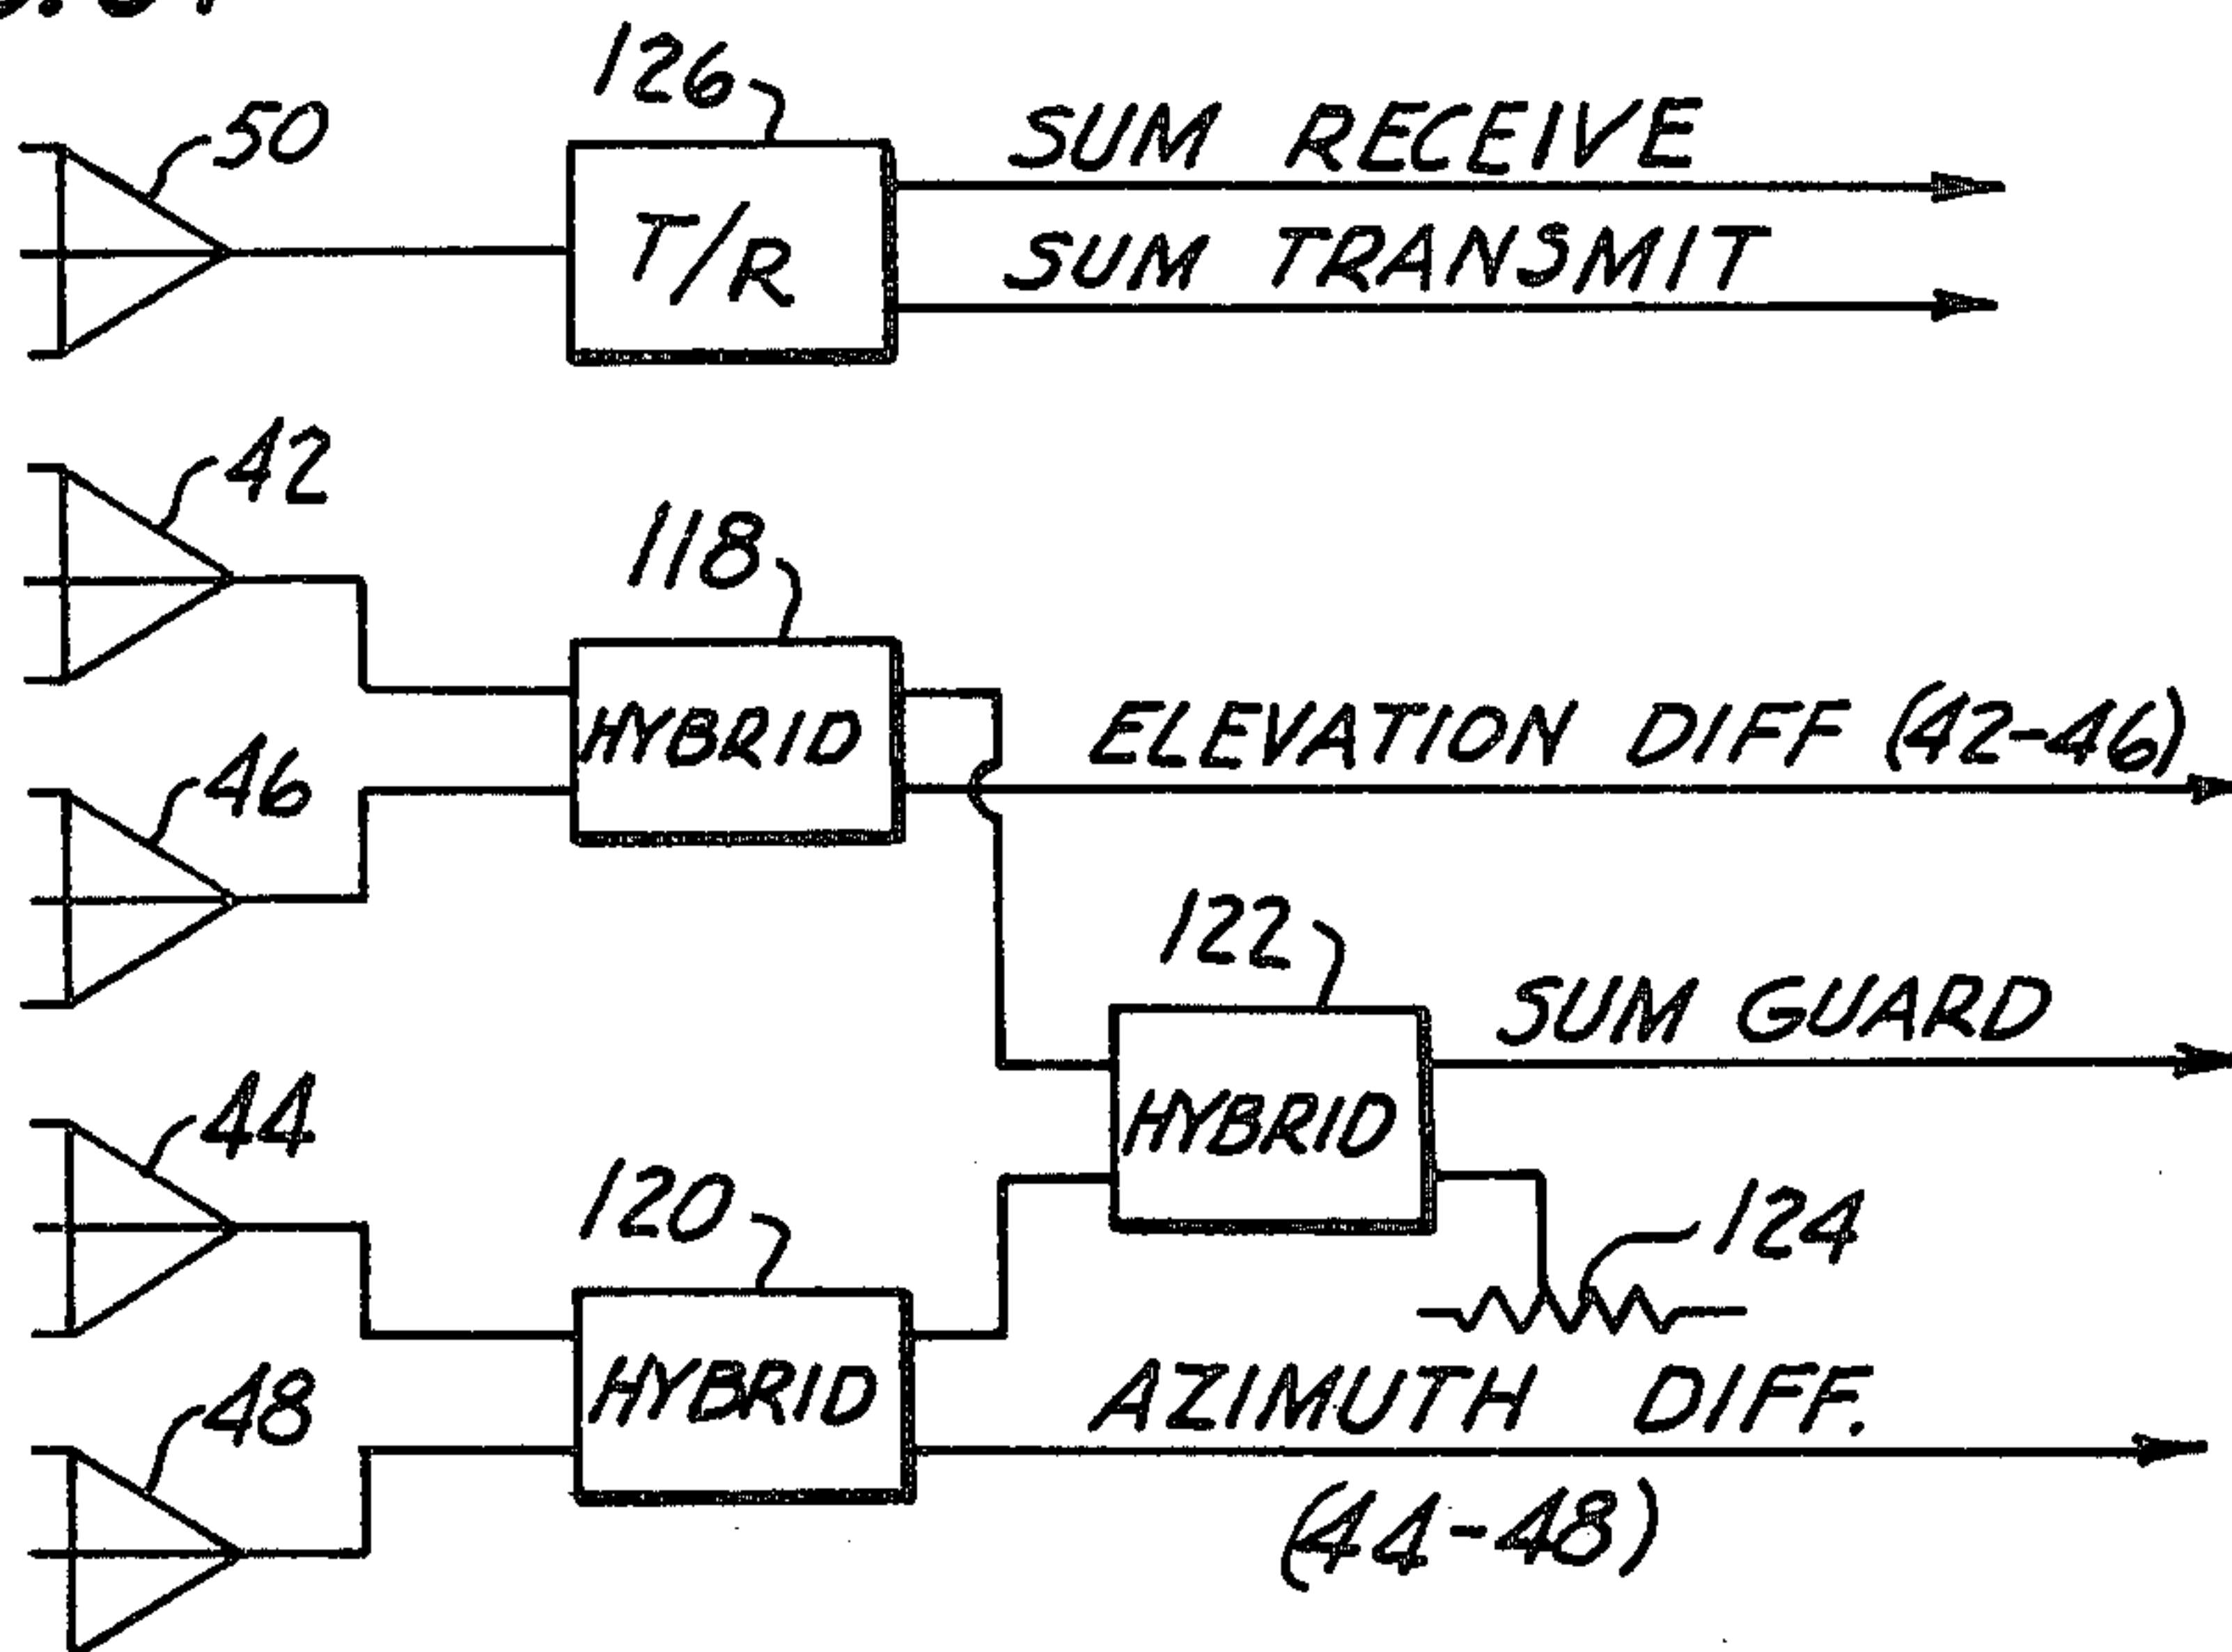 126
50
SUM RECEIVE
T/R
SUM TRANSMIT
42
118
HYBRID
ELEVATION DIFF (42-46)
46
122
SUM GUARD
44
HYBRID
120
124
HYBRID
AZIMUTH DIFF.
48
(44-48)